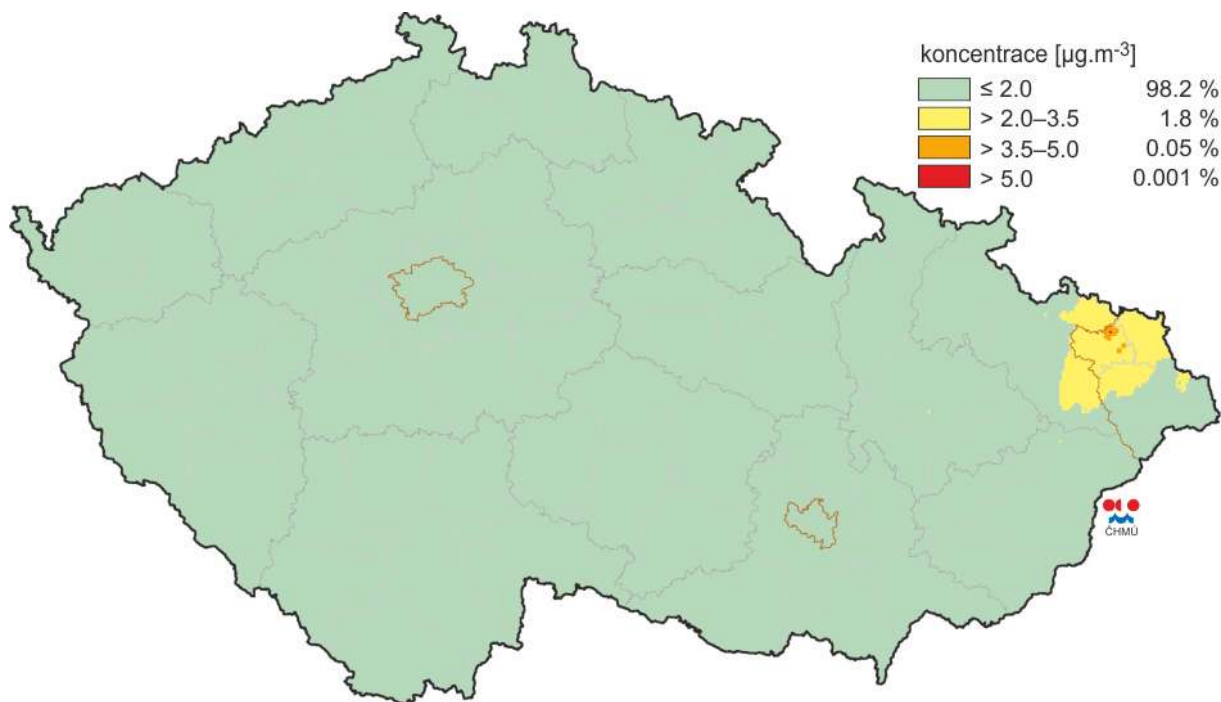 koncentrace [µg.m-3]
≤ 2.0 98.2 %
> 2.0–3.5 1.8 %
> 3.5–5.0 0.05 %
> 5.0 0.001 %
ČHMÚ